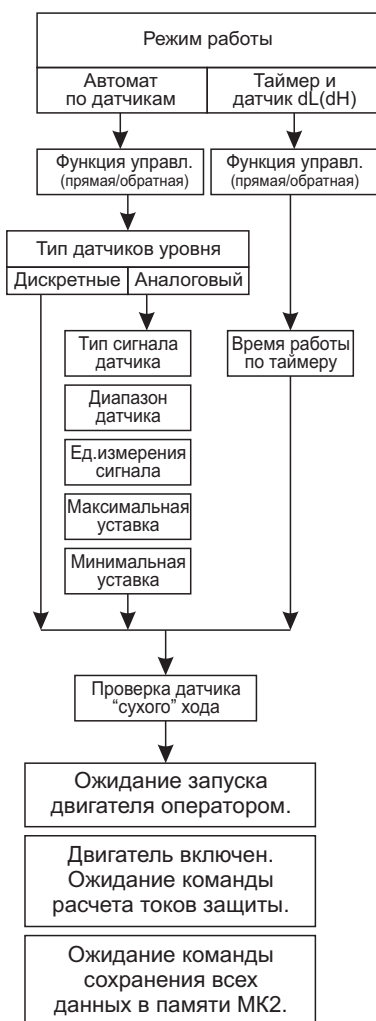 Режим работы
Автомат
по датчикам
Таймер и
датчик dL(dH)
Функция управл.
(прямая/обратная)
Функция управл.
(прямая/обратная)
Тип датчиков уровня
Дискретные
Аналоговый
Тип сигнала
датчика
Время работы
по таймеру
Диапазон
датчика
Ед.измерения
сигнала
Максимальная
уставка
Минимальная
уставка
Проверка датчика
“сухого” хода
Ожидание запуска
двигателя оператором.
Двигатель включен.
Ожидание команды
расчета токов защиты.
Ожидание команды
сохранения всех
данных в памяти МК2.